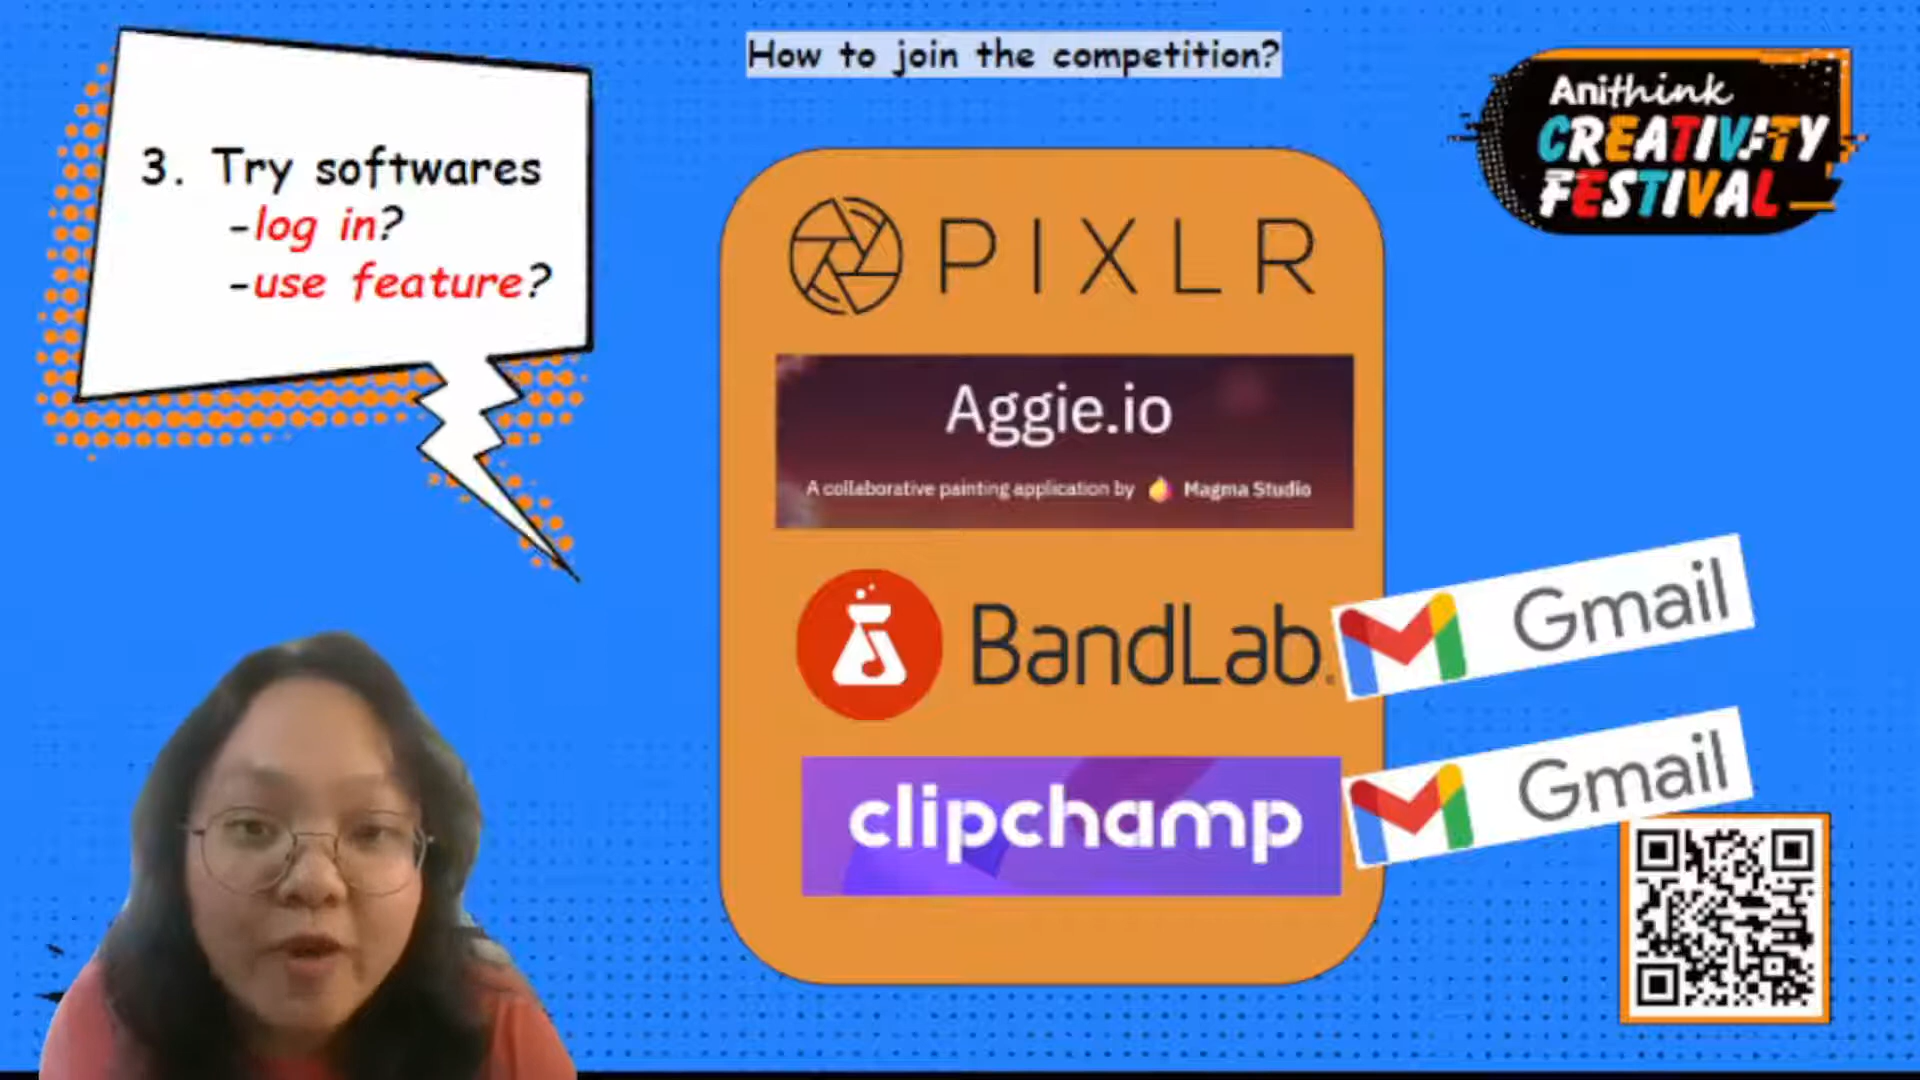 How to join the competition?
3. Try softwares
-log in?
-use feature?
Anithink
CREATIVITY
FESTIVAL
PIXLR
Aggie.io
A collaborative painting application by Magma Studio
BandLab
Gmail
clipchamp
Gmail